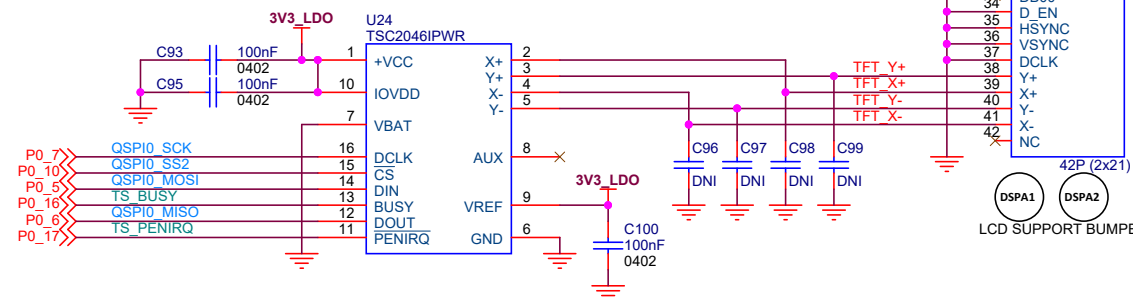 3V3_LDO
U24
TSC2046IPWR
C93
100nF
0402
C95
100nF
0402
1
+VCC
10
IOVDD
7
VBAT
P0_7
QSPI0_SCK
16
DCLK
P0_10
QSPI0_SS2
15
CS
P0_5
QSPI0_MOSI
14
DIN
P0_16
TS_BUSY
13
BUSY
P0_6
QSPI0_MISO
12
DOUT
P0_17
TS_PENIRQ
11
PENIRQ
X+
2
Y+
3
X-
4
Y-
5
AUX
8
VREF
9
GND
6
3V3_LDO
C100
100nF
0402
TFT_Y+
TFT_X+
TFT_Y-
TFT_X-
C96
DNI
C97
DNI
C98
DNI
C99
DNI
34
35
D_EN
36
HSYNC
37
VSYNC
DCLK
38
Y+
39
X+
40
Y-
41
X-
42
NC
42P (2x21)
DSPA1
DSPA2
LCD SUPPORT BUMPE